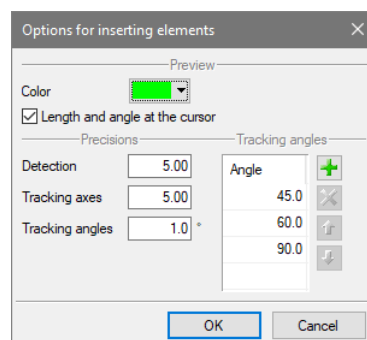 Options for inserting elements
Preview
Color
Length and angle at the cursor
Precisions
Detection 5.00
Tracking axes 5.00
Tracking angles 1.0 °
Tracking angles
Angle
45.0
60.0
90.0
OK Cancel